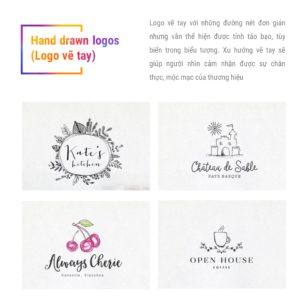 Hand drawn logos
(Logo vẽ tay)
Logo vẽ tay với những đường nét đơn giản
nhưng vẫn thể hiện được tính táo bạo, tùy
biến trong biểu tượng. Xu hướng vẽ tay sẽ
giúp người nhìn cảm nhận được sự chân
thực, mộc mạc của thương hiệu
Kate's
kitchen
Château de Sable
PAYS BASQUE
Always Cherie
OPEN HOUSE
COFFEE